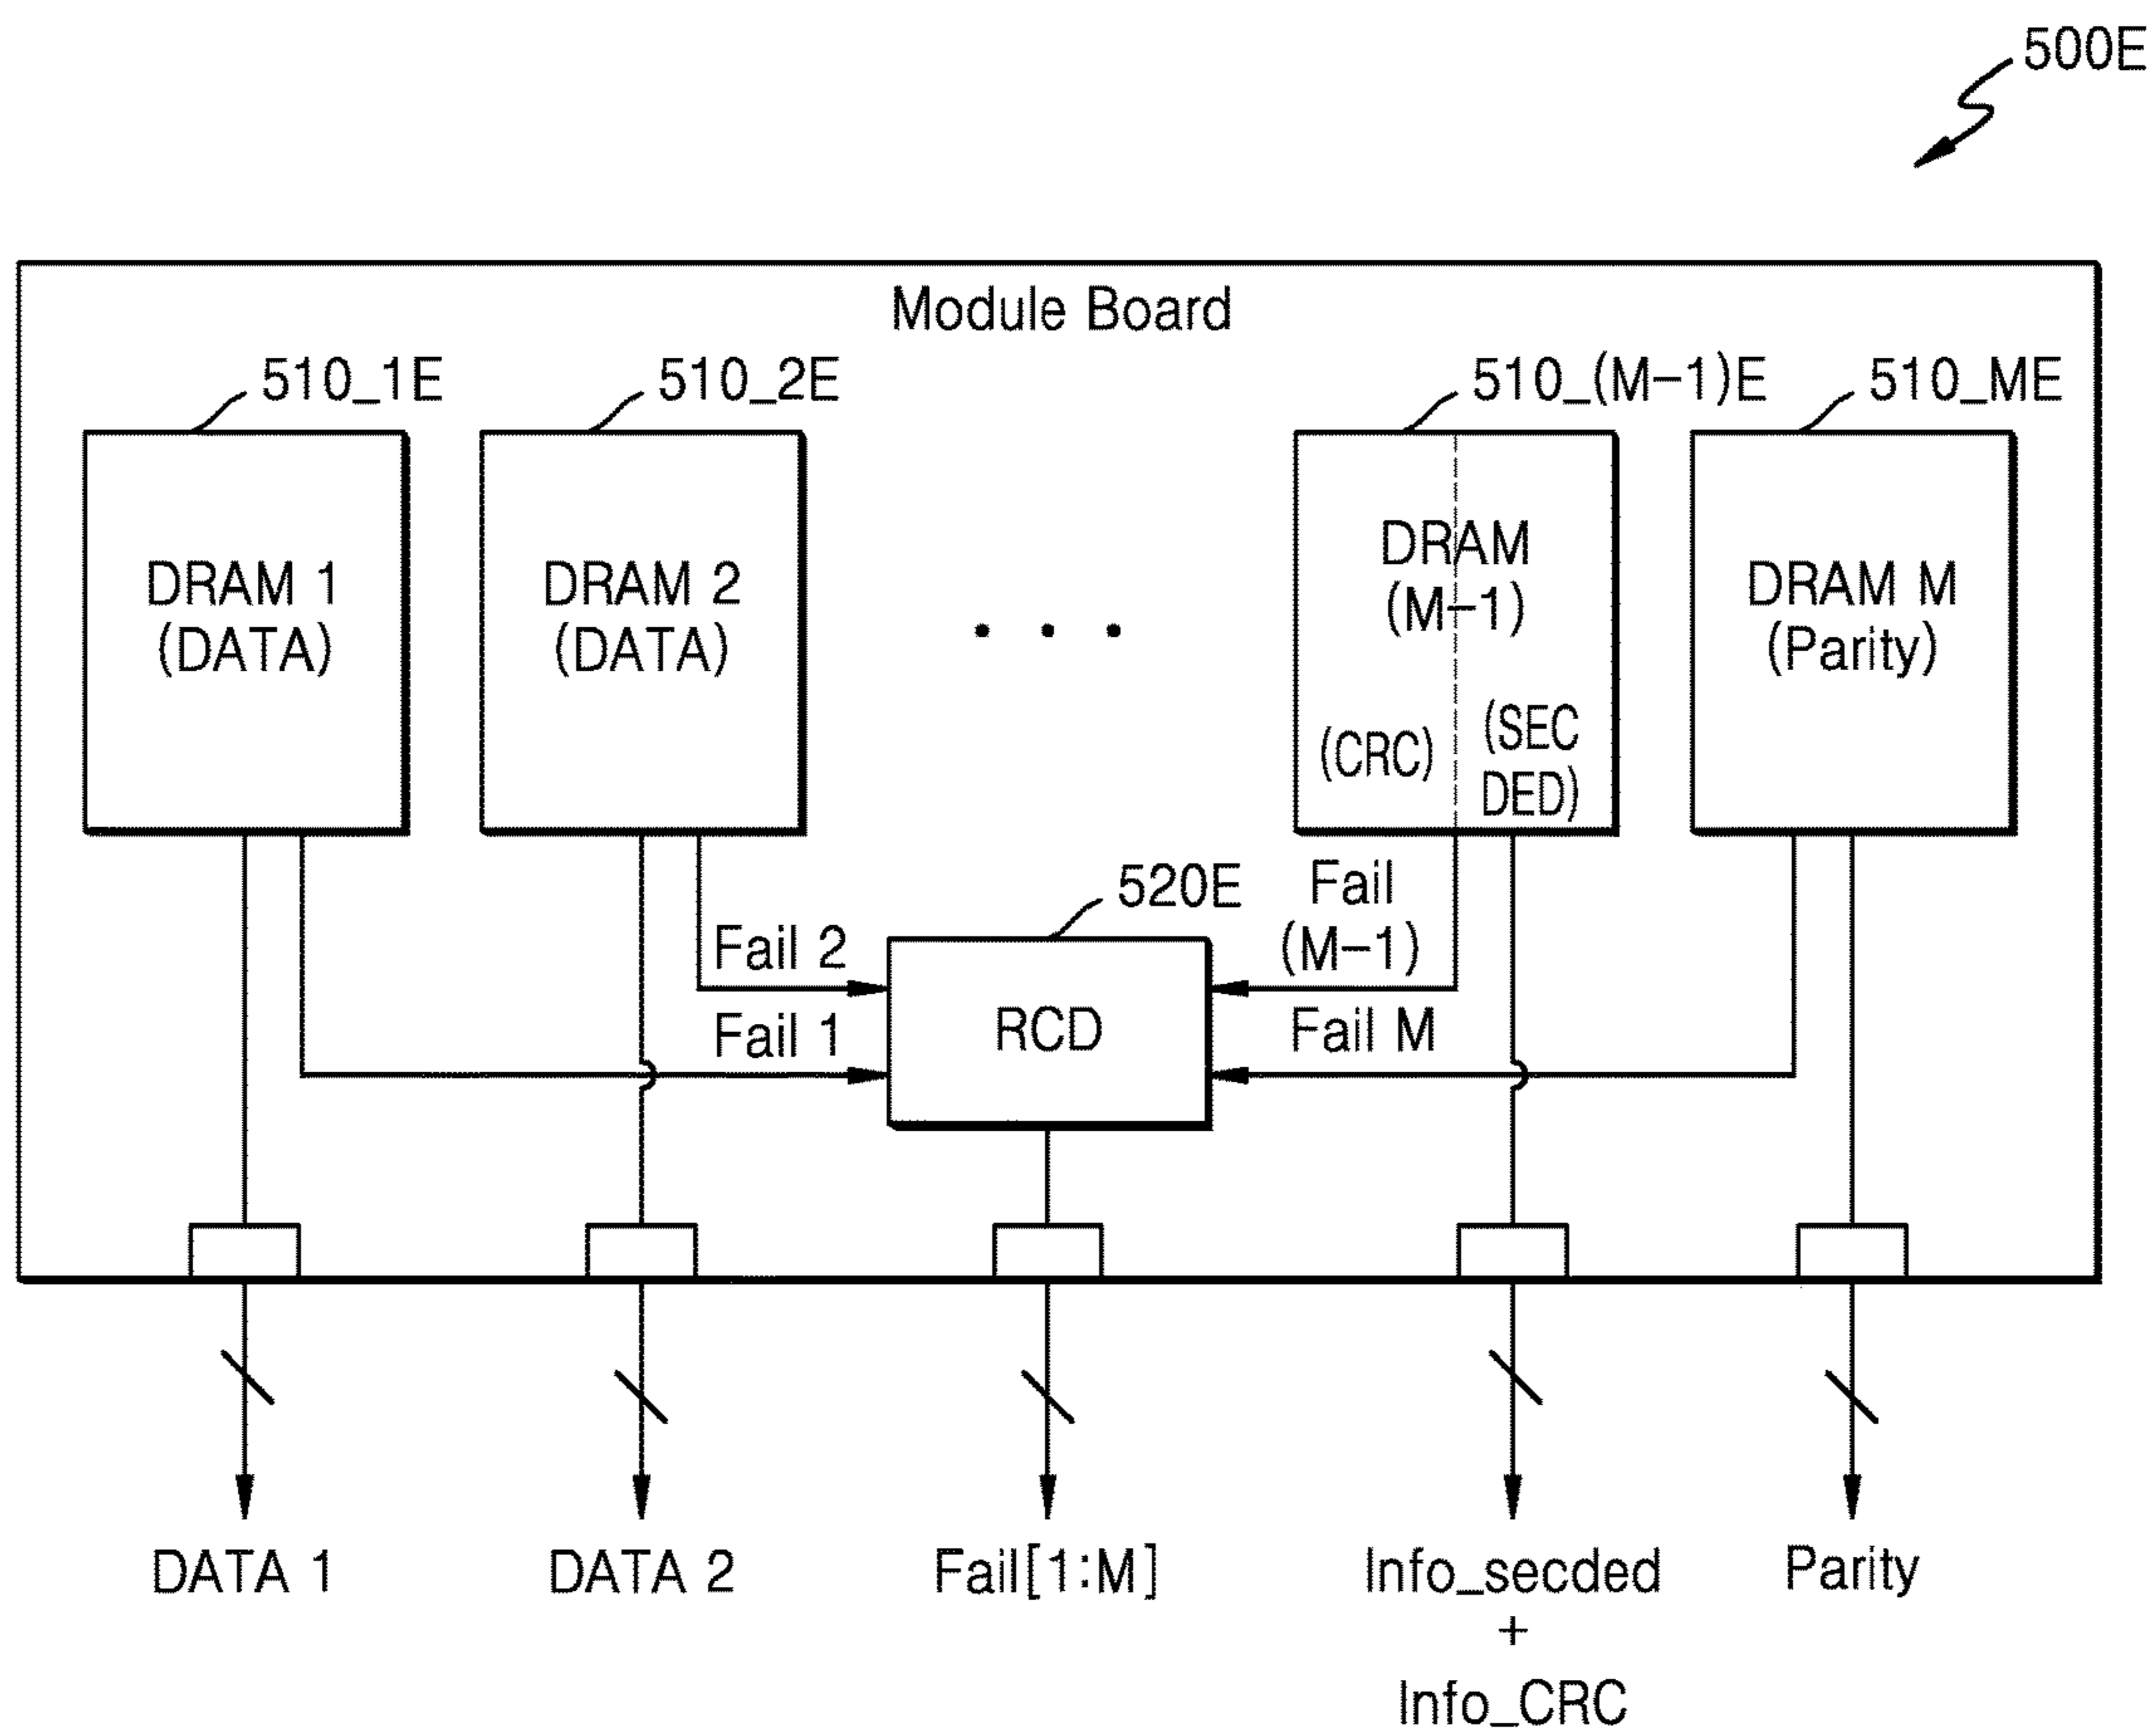 500E
Module Board
510_1E
510_2E
510_(M-1)E
510_ME
DRAM 1
(DATA)
DRAM 2
(DATA)
DRAM
(M-1)
(CRC)
(SEC
DED)
DRAM M
(Parity)
520E
Fail 2
Fail 1
RCD
Fail
(M-1)
Fail M
DATA 1
DATA 2
Fail[1:M]
Info_secded
+
Info_CRC
Parity